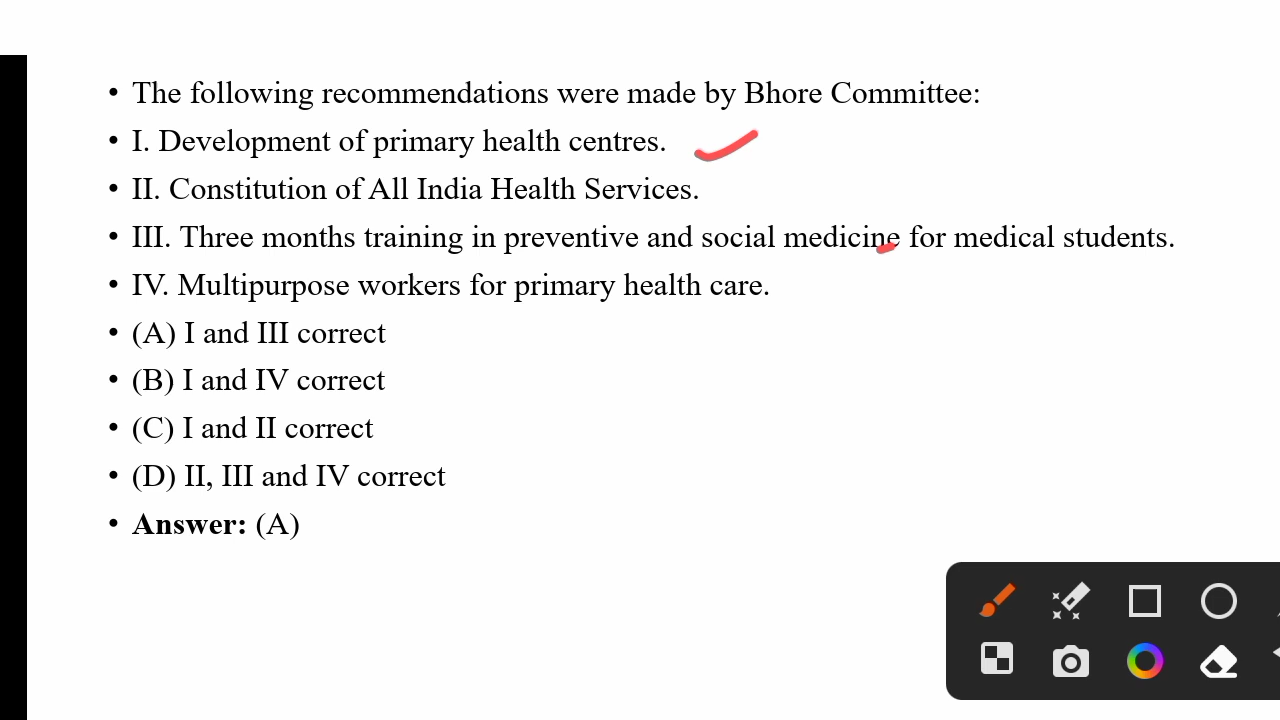 • The following recommendations were made by Bhore Committee:
• I. Development of primary health centres.
• II. Constitution of All India Health Services.
• III. Three months training in preventive and social medicine for medical students.
• IV. Multipurpose workers for primary health care.
• (A) I and III correct
• (B) I and IV correct
• (C) I and II correct
• (D) II, III and IV correct
• Answer: (A)